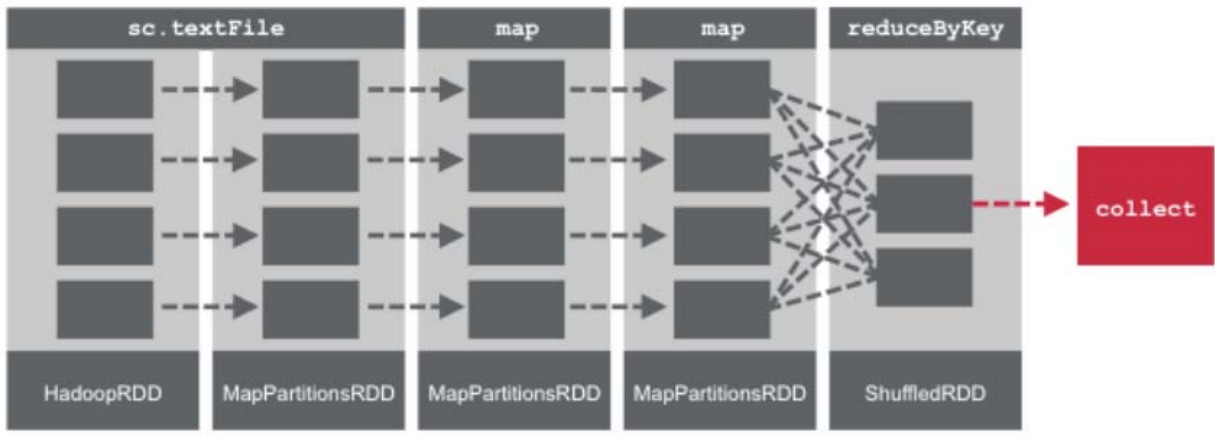 sc.textFile
map
map
reduceByKey
collect
HadoopRDD
MapPartitionsRDD
MapPartitionsRDD
MapPartitionsRDD
ShuffledRDD